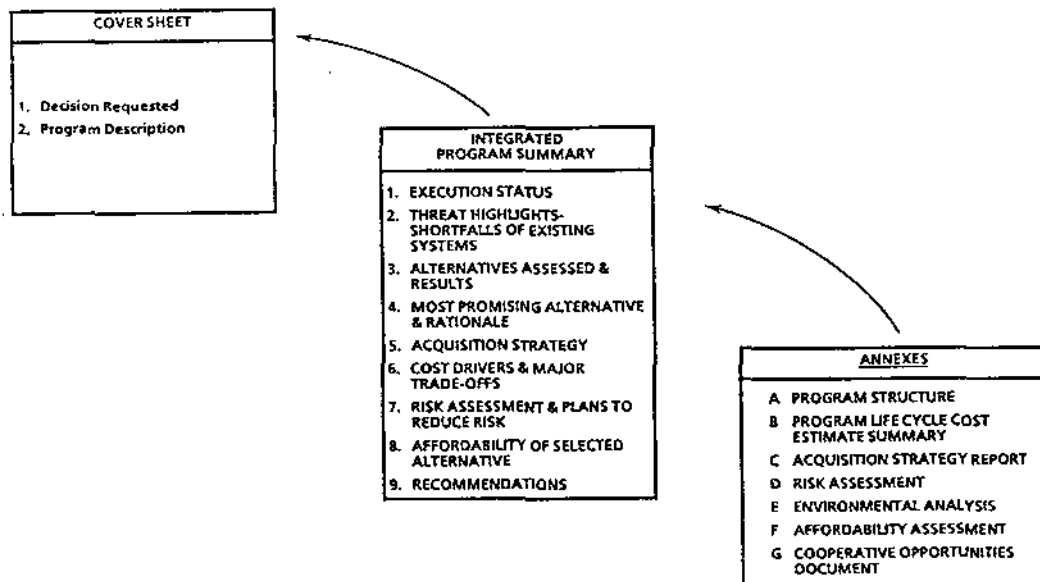 COVER SHEET
1. Decision Requested
2. Program Description
INTEGRATED
PROGRAM SUMMARY
1. EXECUTION STATUS
2. THREAT HIGHLIGHTS-
SHORTFALLS OF EXISTING
SYSTEMS
3. ALTERNATIVES ASSESSED &
RESULTS
4. MOST PROMISING ALTERNATIVE
& RATIONALE
5. ACQUISITION STRATEGY
6. COST DRIVERS & MAJOR
TRADE-OFFS
7. RISK ASSESSMENT & PLANS TO
REDUCE RISK
8. AFFORDABILITY OF SELECTED
ALTERNATIVE
9. RECOMMENDATIONS
ANNEXES
A PROGRAM STRUCTURE
B PROGRAM LIFE CYCLE COST
ESTIMATE SUMMARY
C ACQUISITION STRATEGY REPORT
D RISK ASSESSMENT
E ENVIRONMENTAL ANALYSIS
F AFFORDABILITY ASSESSMENT
G COOPERATIVE OPPORTUNITIES
DOCUMENT